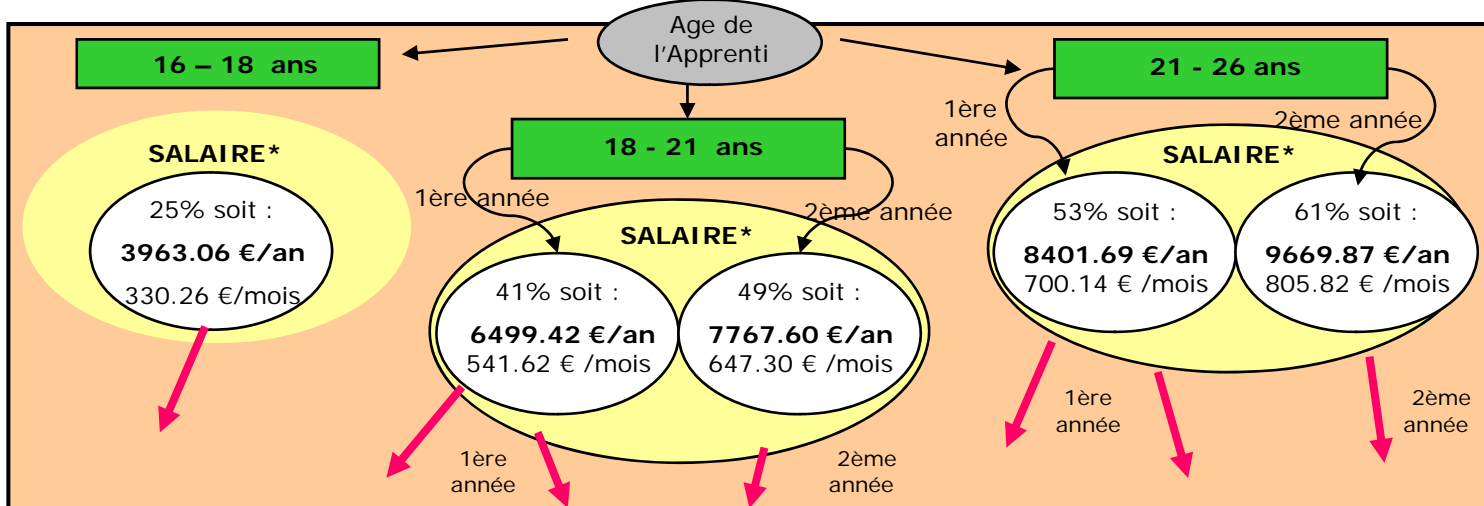 Age de
l'Apprenti
16 – 18 ans
SALAIRE*
25% soit :
3963.06 €/an
330.26 €/mois
18 - 21 ans
1ère année
2ème année
SALAIRE*
41% soit :
6499.42 €/an
541.62 € /mois
49% soit :
7767.60 €/an
647.30 € /mois
1ère
année
2ème
année
21 - 26 ans
1ère
année
2ème année
SALAIRE*
53% soit :
8401.69 €/an
700.14 € /mois
61% soit :
9669.87 €/an
805.82 € /mois
1ère
année
2ème
année